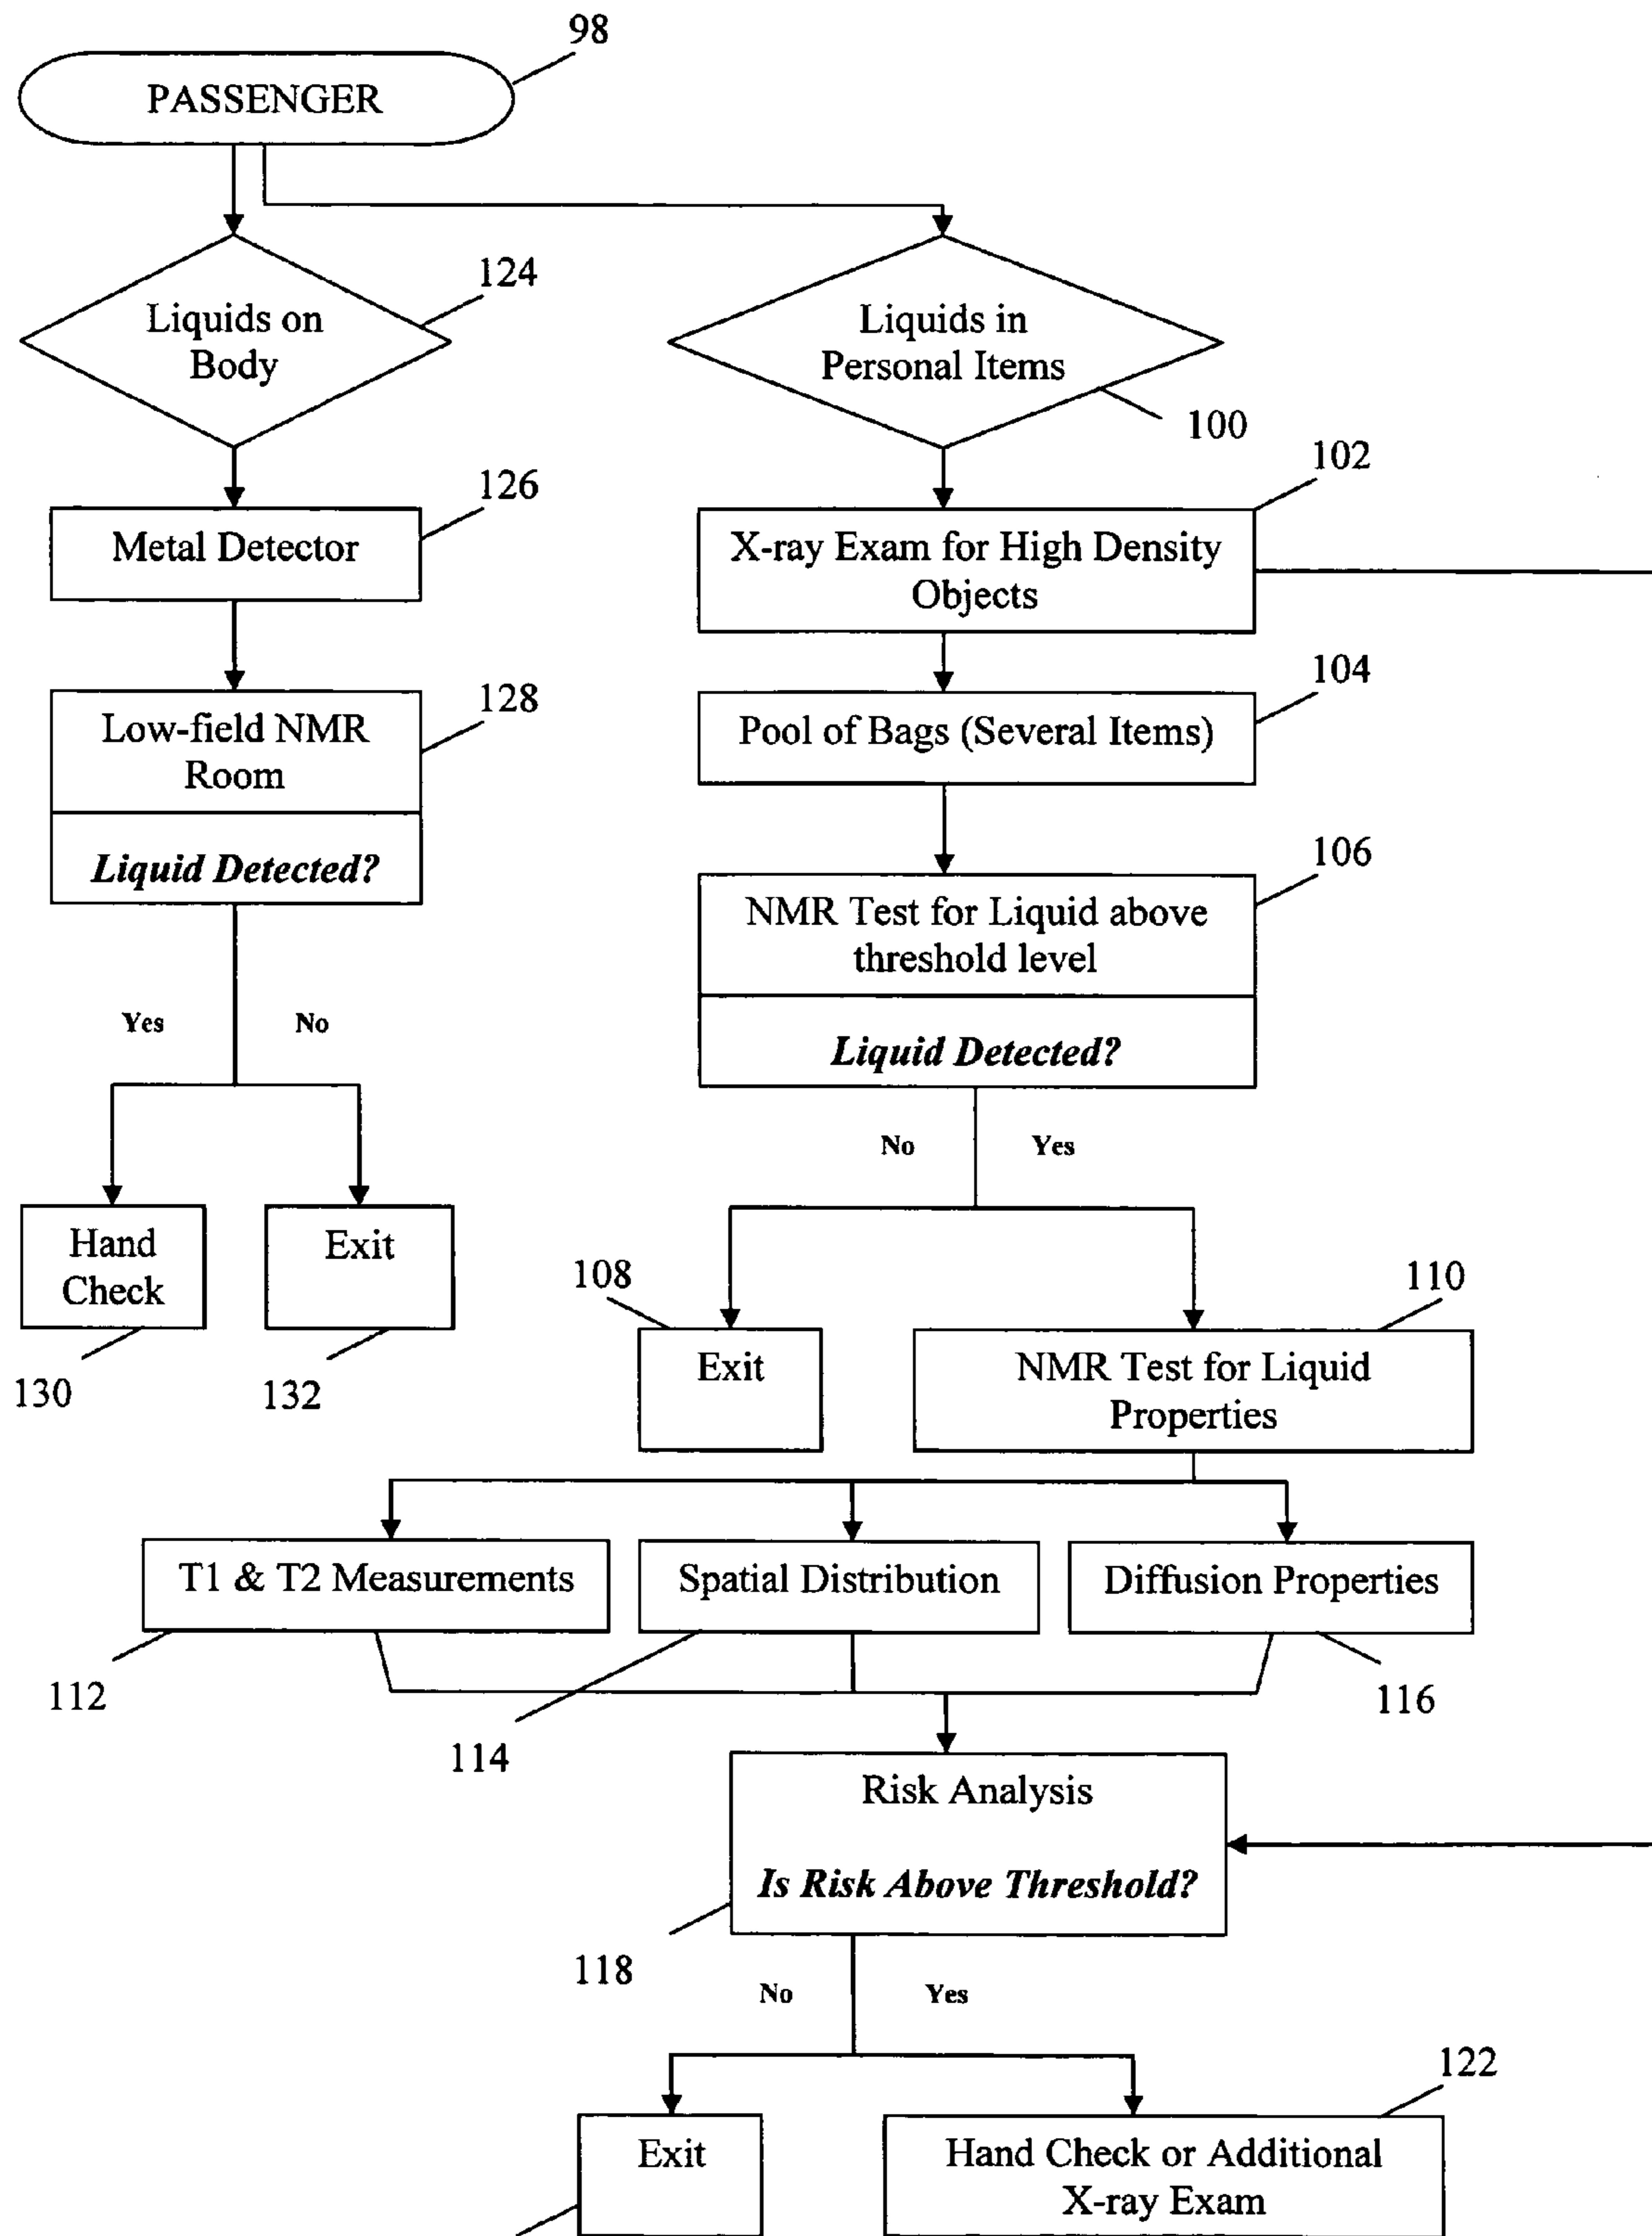 98
PASSENGER
124
Liquids on
Body
Liquids in
Personal Items
100
126
Metal Detector
102
X-ray Exam for High Density
Objects
128
Low-field NMR
Room
Liquid Detected?
104
Pool of Bags (Several Items)
106
NMR Test for Liquid above
threshold level
Liquid Detected?
Yes
No
No
Yes
Hand
Check
Exit
130
132
108
Exit
110
NMR Test for Liquid
Properties
T1 & T2 Measurements
Spatial Distribution
Diffusion Properties
112
114
116
Risk Analysis
Is Risk Above Threshold?
118
No
Yes
122
Exit
Hand Check or Additional
X-ray Exam